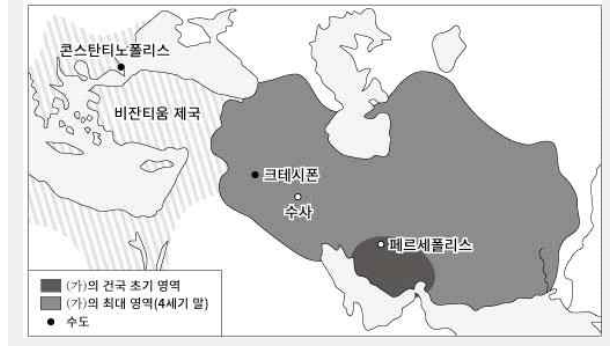 콘스탄티노폴리스
비잔티움 제국
크테시폰
수사
페르세폴리스
(가)의 건국 초기 영역
(가)의 최대 영역(4세기 말)
수도